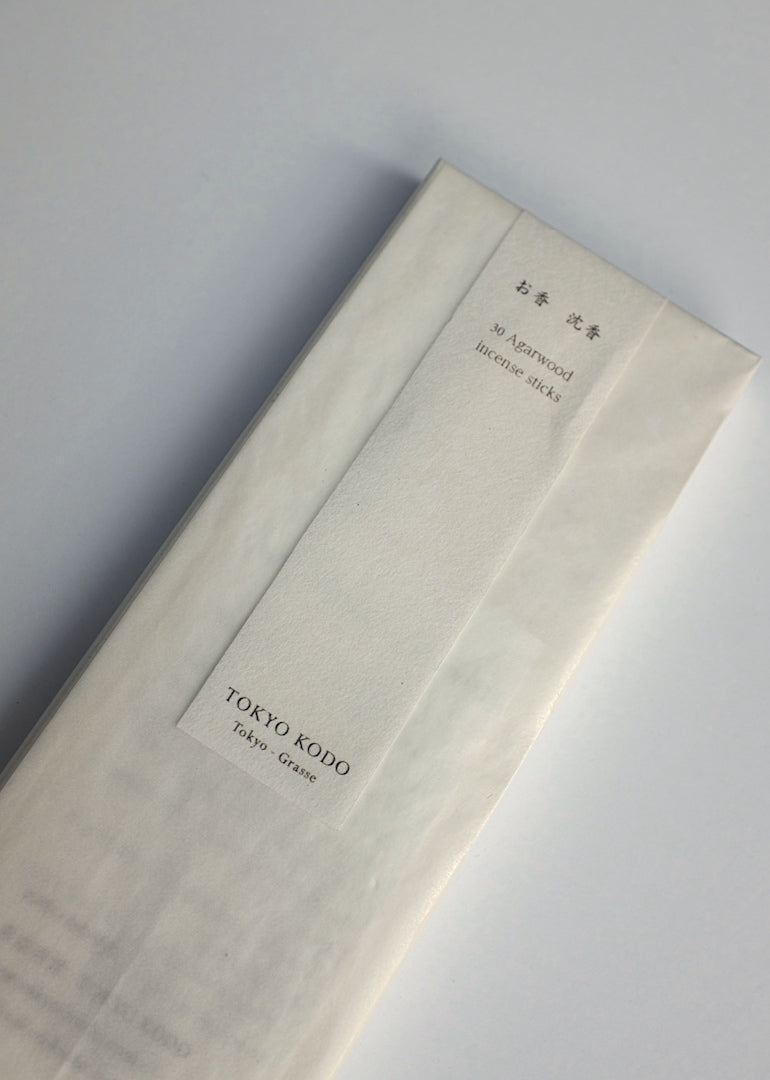 お香 沈香
30 Agarwood
incense sticks
TOKYO KODO
Tokyo - Grasse